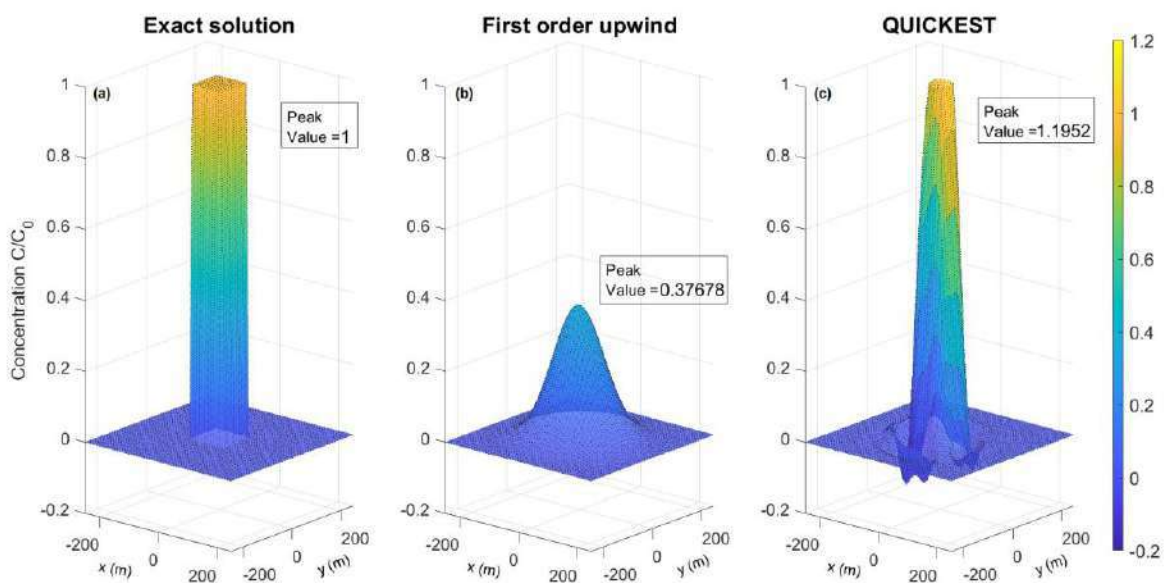 Exact solution
First order upwind
QUICKEST
(a)
Peak
Value =1
1
0.8
0.6
0.4
0.2
0
-0.2
Concentration C/C0
-200
0
200
x (m)
-200
0
200
y (m)
(b)
Peak
Value =0.37678
1
0.8
0.6
0.4
0.2
0
-0.2
-200
0
200
x (m)
-200
0
200
y (m)
(c)
Peak
Value =1.1952
1
0.8
0.6
0.4
0.2
0
-0.2
-200
0
200
x (m)
-200
0
200
y (m)
1.2
1
0.8
0.6
0.4
0.2
0
-0.2